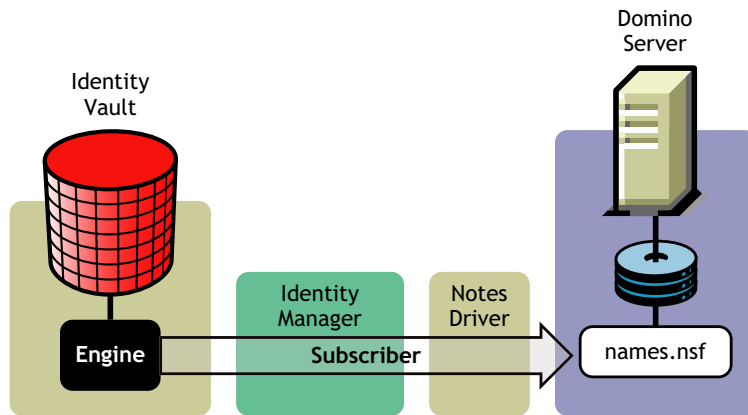 Domino
Server
Identity
Vault
Identity
Manager
Notes
Driver
Engine
Subscriber
names.nsf